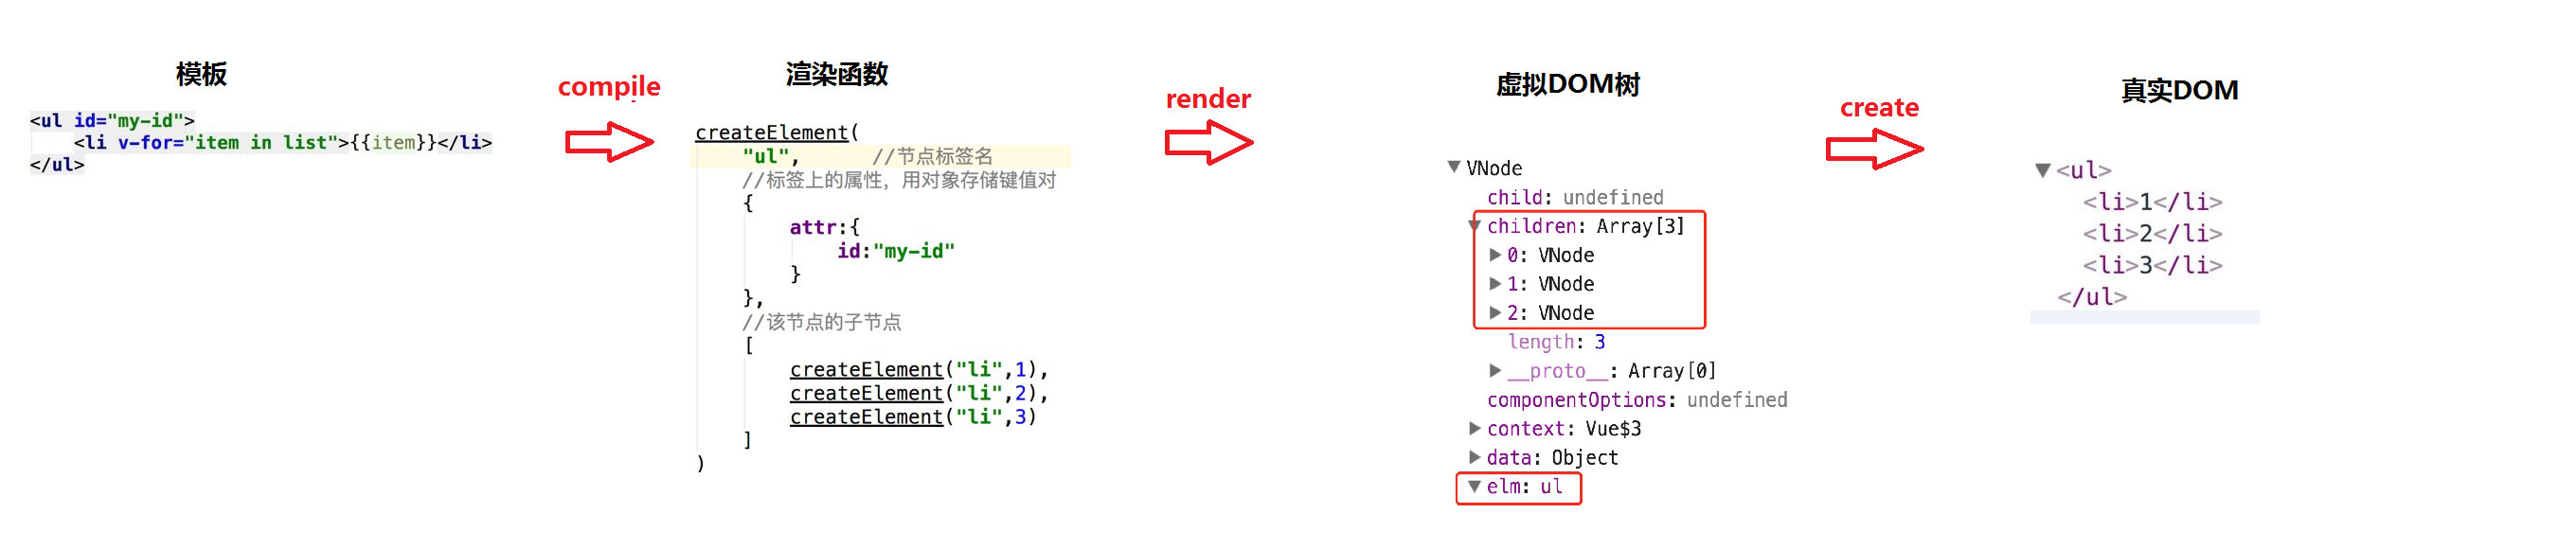 模板
<ul id="my-id">
<li v-for="item in list">{{item}}</li>
</ul>
compile
渲染函数
createElement(
"ul", //节点标签名
//标签上的属性，用对象存储键值对
{
attr:{
id:"my-id"
}
},
//该节点的子节点
[
createElement("li",1),
createElement("li",2),
createElement("li",3)
]
)
render
虚拟DOM树
▼ VNode
child: undefined
▼ children: Array[3]
▶ 0: VNode
▶ 1: VNode
▶ 2: VNode
length: 3
▶ __proto__: Array[0]
componentOptions: undefined
▶ context: Vue$3
▶ data: Object
▼ elm: ul
create
真实DOM
▼ <ul>
<li>1</li>
<li>2</li>
<li>3</li>
</ul>